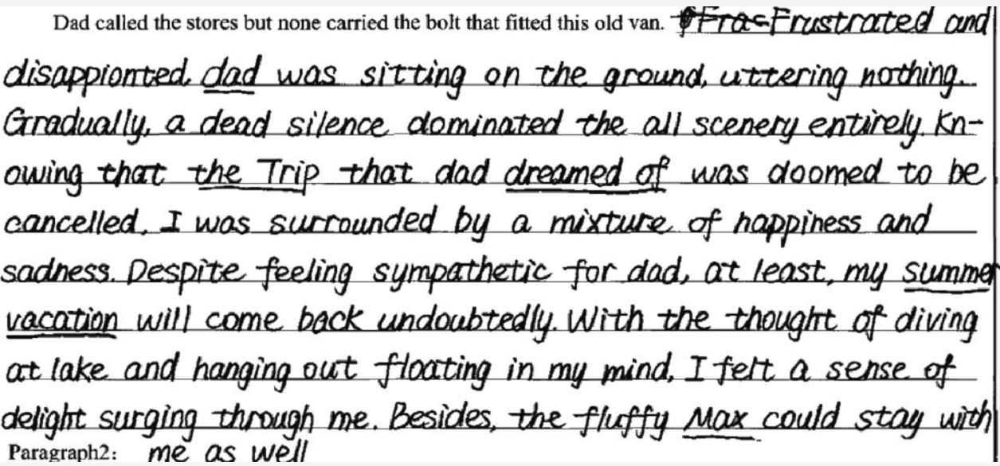 Dad called the stores but none carried the bolt that fitted this old van. Frustrated and
disappionted, dad was sitting on the ground, uttering nothing.
Gradually, a dead silence dominated the all scenery entirely. Kn-
owing that the Trip that dad dreamed of was doomed to be
cancelled, I was surrounded by a mixture of happiness and
sadness. Despite feeling sympathetic for dad, at least, my summer
vacation will come back undoubtedly. With the thought of diving
at lake and hanging out floating in my mind, I felt a sense of
delight surging through me. Besides, the fluffy Max could stay with
Paragraph2: me as well